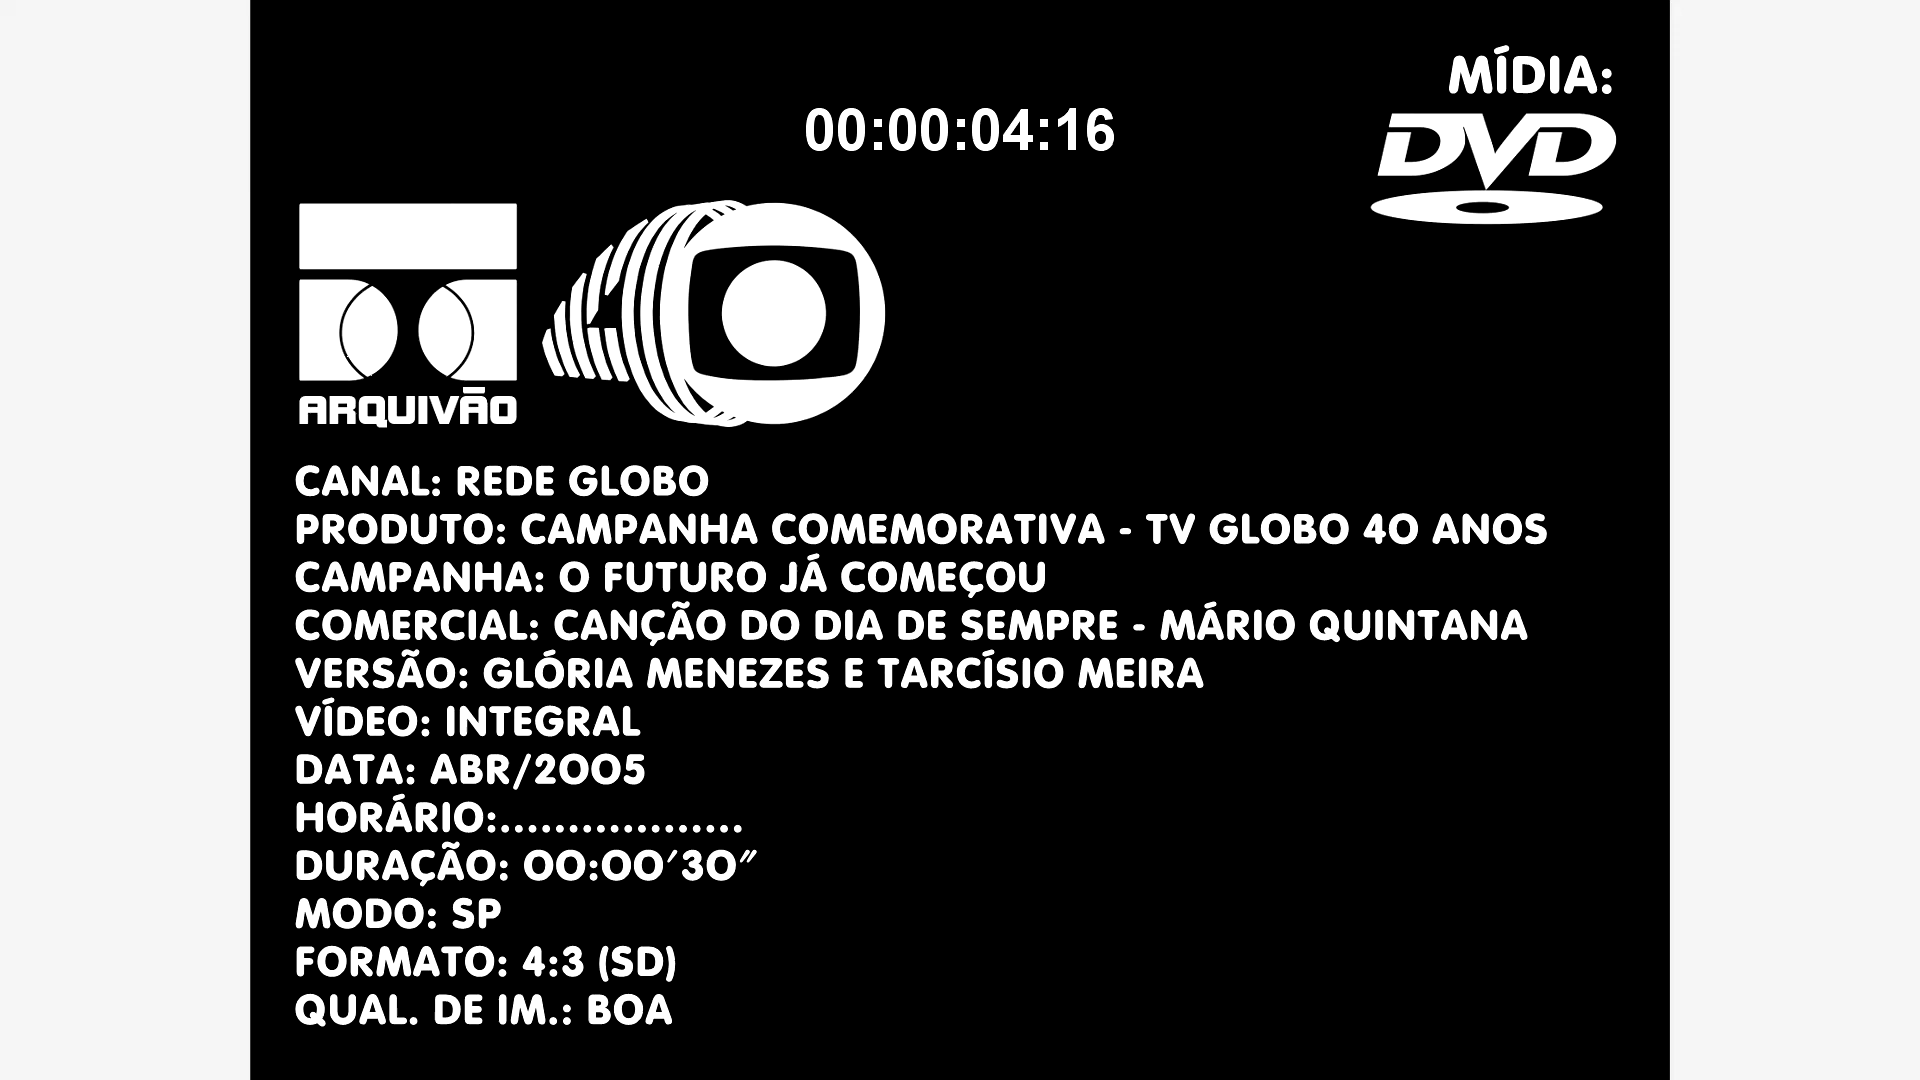 MÍDIA:
DVD
00:00:04:16
ARQUIVÃO
CANAL: REDE GLOBO
PRODUTO: CAMPANHA COMEMORATIVA - TV GLOBO 40 ANOS
CAMPANHA: O FUTURO JÁ COMEÇOU
COMERCIAL: CANÇÃO DO DIA DE SEMPRE - MÁRIO QUINTANA
VERSÃO: GLÓRIA MENEZES E TARCÍSIO MEIRA
VÍDEO: INTEGRAL
DATA: ABR/2005
HORÁRIO:..................
DURAÇÃO: 00:00′30″
MODO: SP
FORMATO: 4:3 (SD)
QUAL. DE IM.: BOA